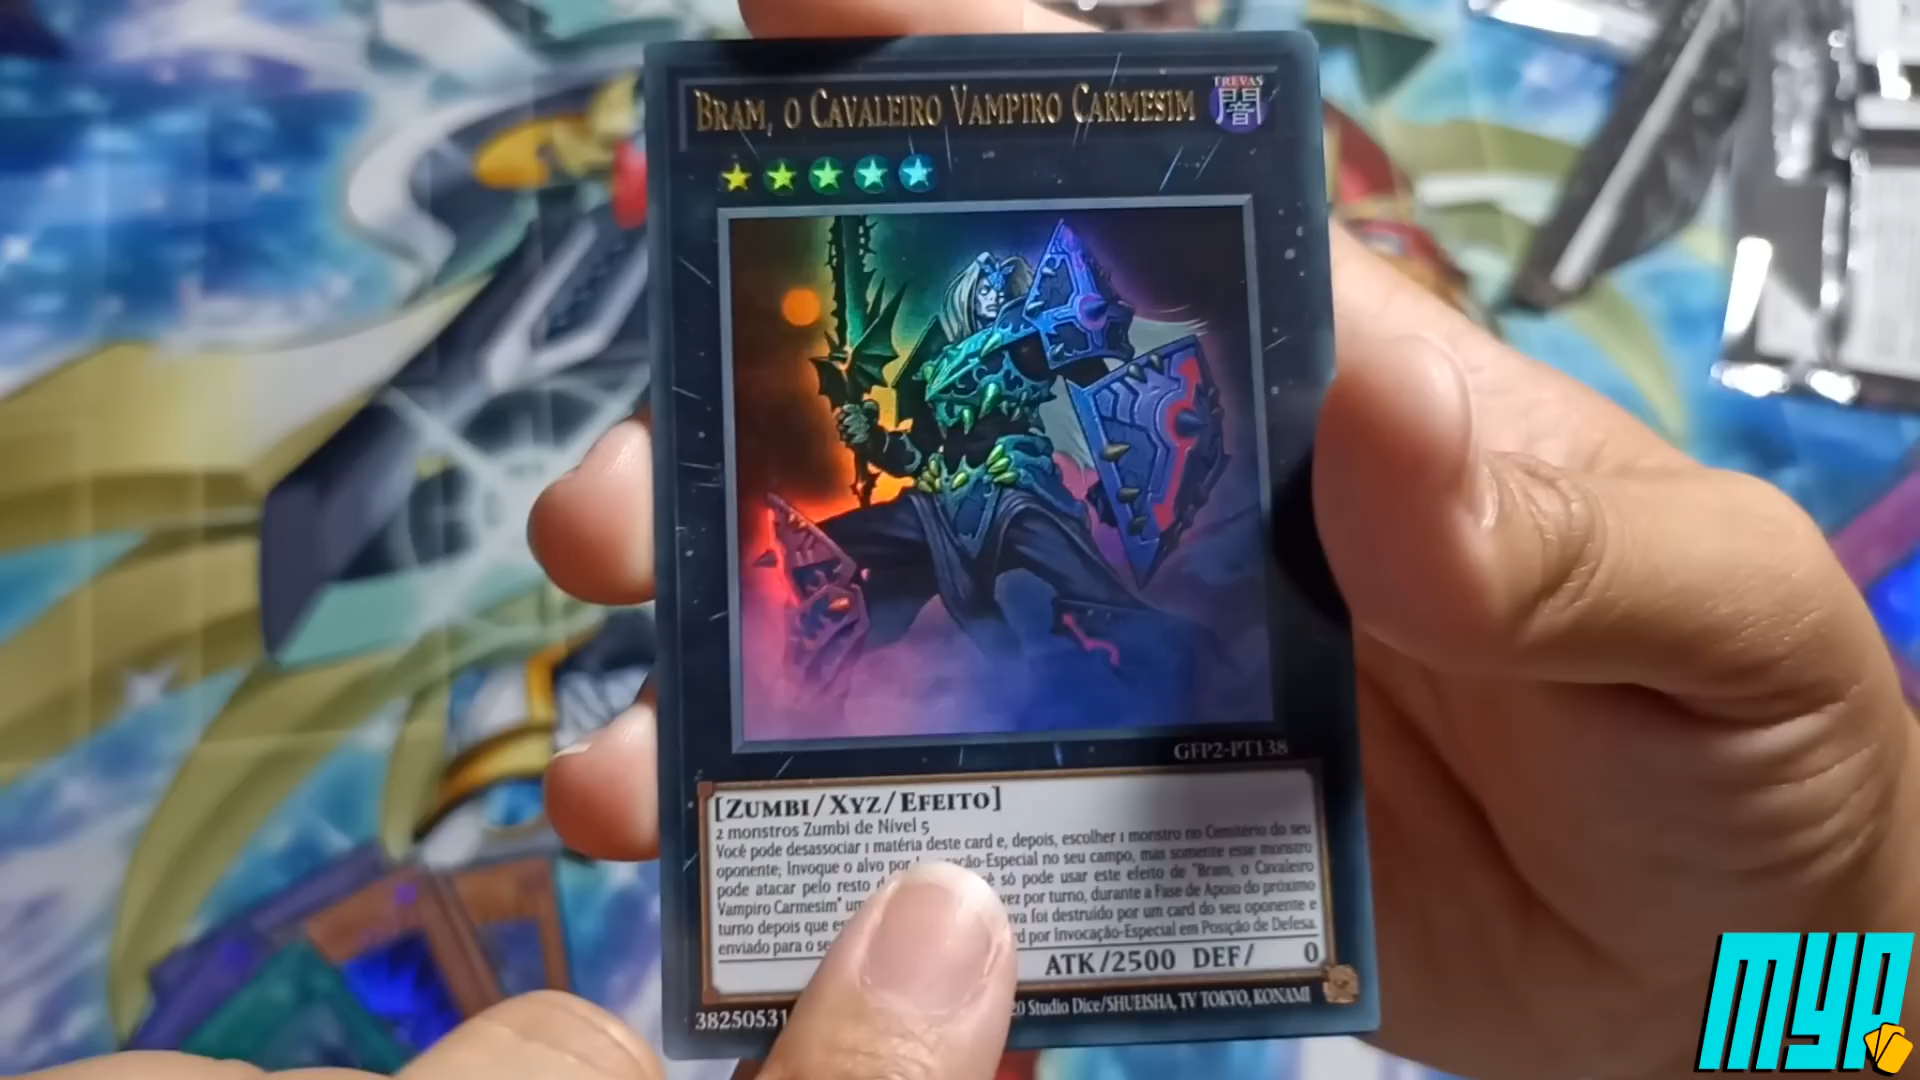 BRAM, O CAVALEIRO VAMPIRO CARMESIM
TREVAS
闇
GFP2-PT138
[ZUMBI/XYZ/EFEITO]
2 monstros Zumbi de Nível 5
Você pode desassociar 1 matéria deste card e, depois, escolher 1 monstro no Cemitério do seu
oponente; Invoque o alvo por ação-Especial no seu campo, mas somente esse monstro
pode atacar pelo resto só pode usar este efeito de "Bram, o Cavaleiro
Vampiro Carmesim" vez por turno, durante a Fase de Apoio do próximo
turno depois que foi destruído por um card do seu oponente e
enviado para o por Invocação-Especial em Posição de Defesa.
ATK/2500 DEF/ 0
38250531
20 Studio Dice/SHUEISHA, TV TOKYO, KONAMI
MYP